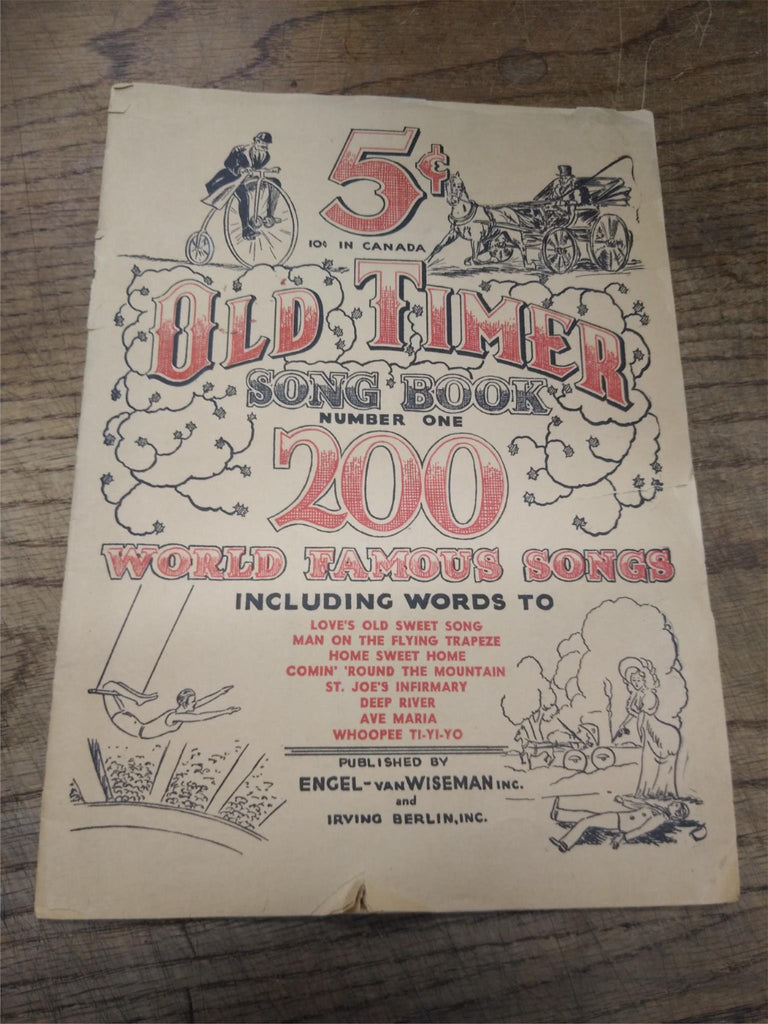 5¢
10¢ IN CANADA
OLD TIMER
SONG BOOK
NUMBER ONE
200
WORLD FAMOUS SONGS
INCLUDING WORDS TO
LOVE'S OLD SWEET SONG
MAN ON THE FLYING TRAPEZE
HOME SWEET HOME
COMIN' 'ROUND THE MOUNTAIN
ST. JOE'S INFIRMARY
DEEP RIVER
AVE MARIA
WHOOPEE TI-YI-YO
PUBLISHED BY
ENGEL-VANWISEMAN INC.
and
IRVING BERLIN, INC.